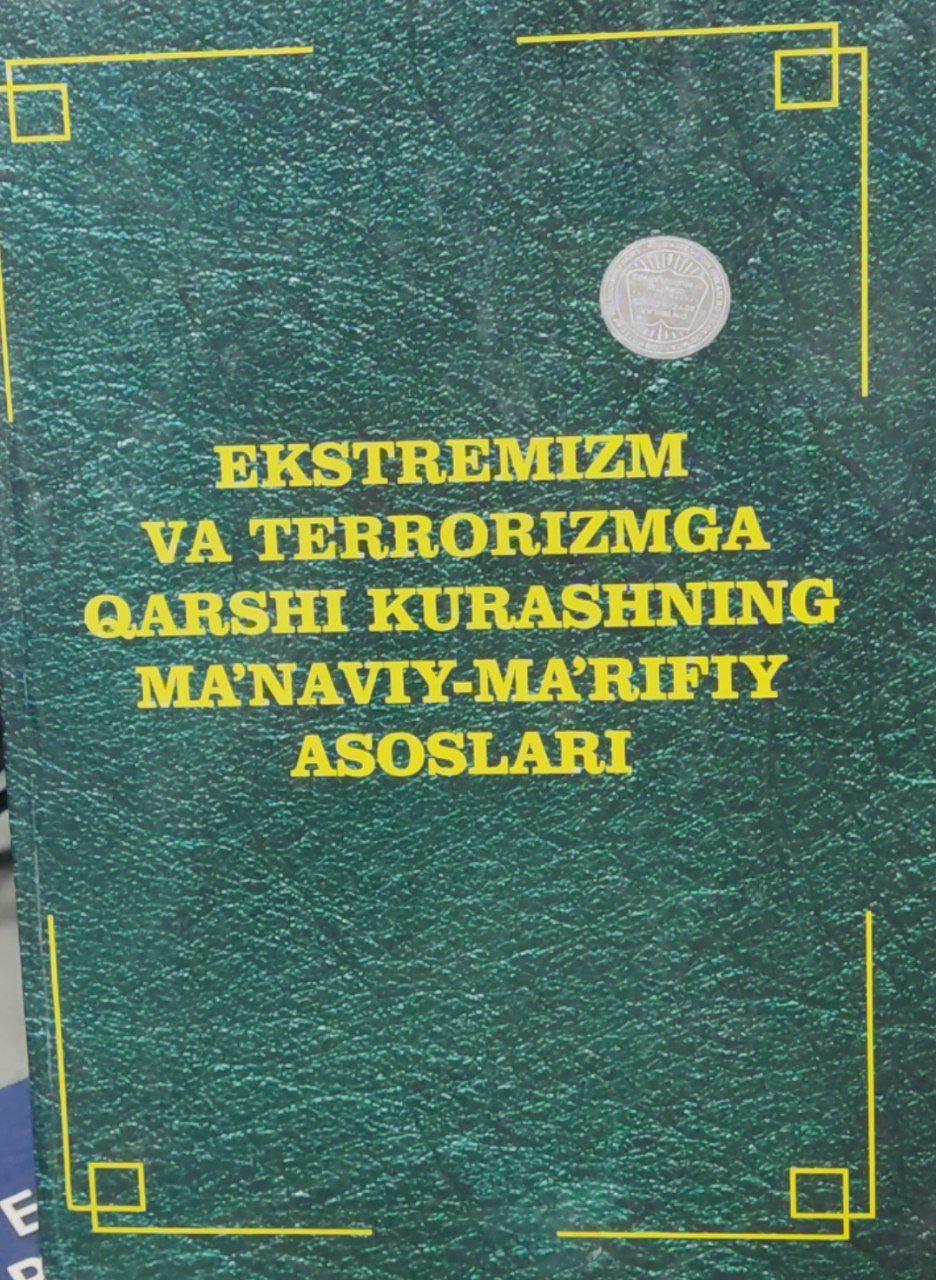 EKSTREMIZM
VA TERRORIZMGA
QARSHI KURASHNING
MA’NAVIY-MA’RIFIY
ASOSLARI
E